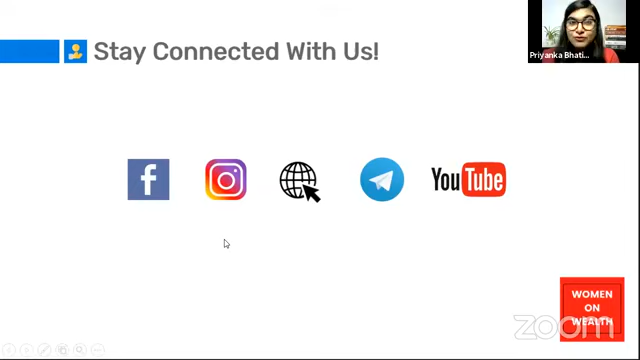 Stay Connected With Us!
Priyanka Bhati...
f
YouTube
WOMEN
ON
WEALTH
zoom